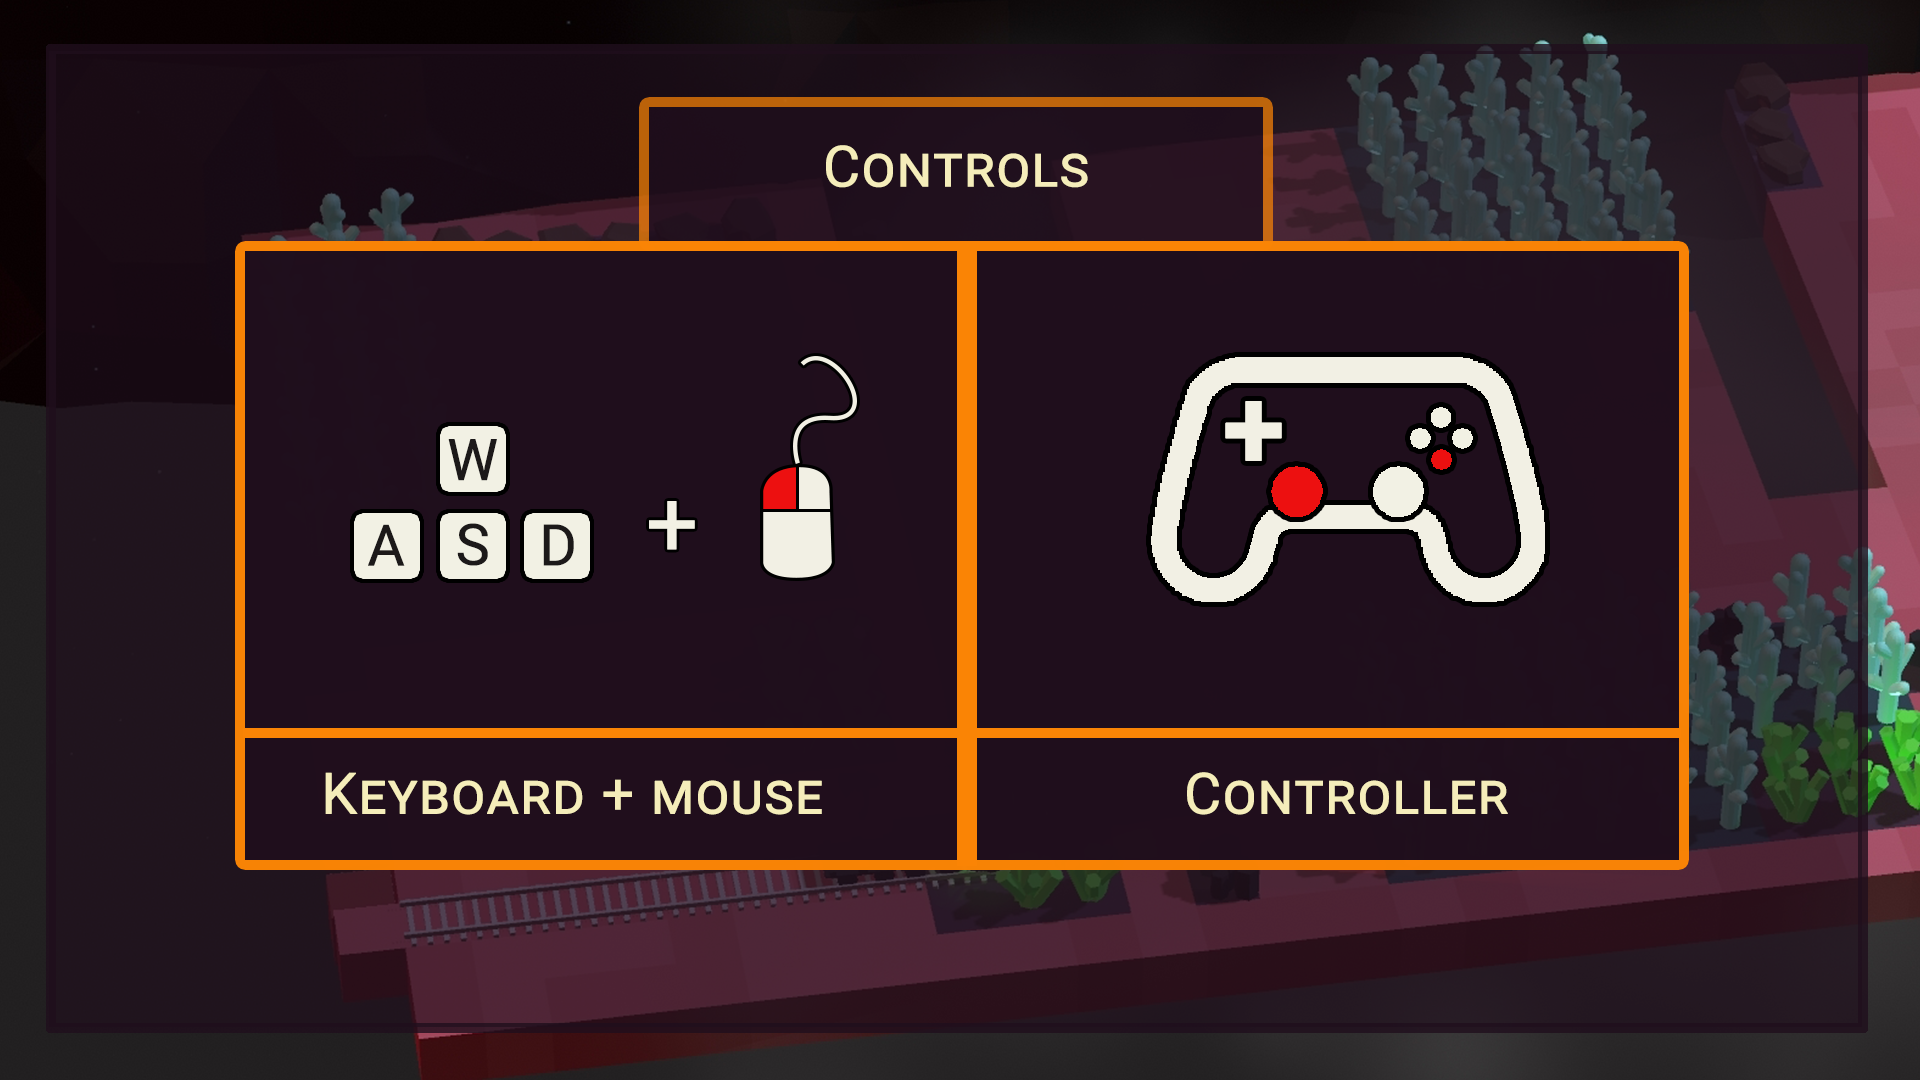 Controls
W
A S D
+
Keyboard + mouse
Controller